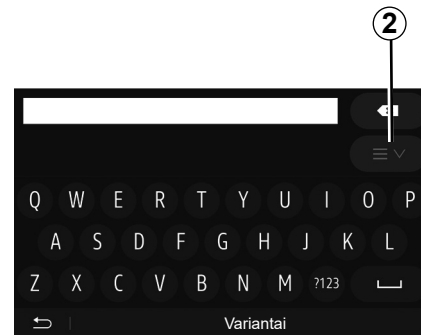 2
Q W E R T Y U I O P
A S D F G H J K L
Z X C V B N M ?123
Variantai